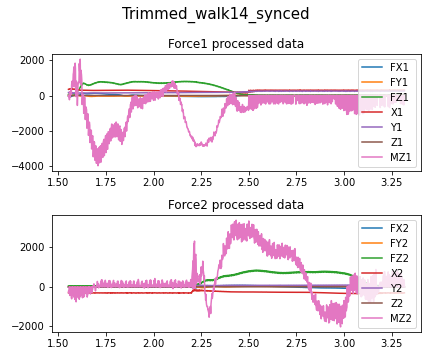 Trimmed_walk14_synced
Force1 processed data
2000
0
−2000
−4000
FX1
FY1
FZ1
X1
Y1
Z1
MZ1
1.50 1.75 2.00 2.25 2.50 2.75 3.00 3.25
Force2 processed data
2000
0
−2000
FX2
FY2
FZ2
X2
Y2
Z2
MZ2
1.50 1.75 2.00 2.25 2.50 2.75 3.00 3.25